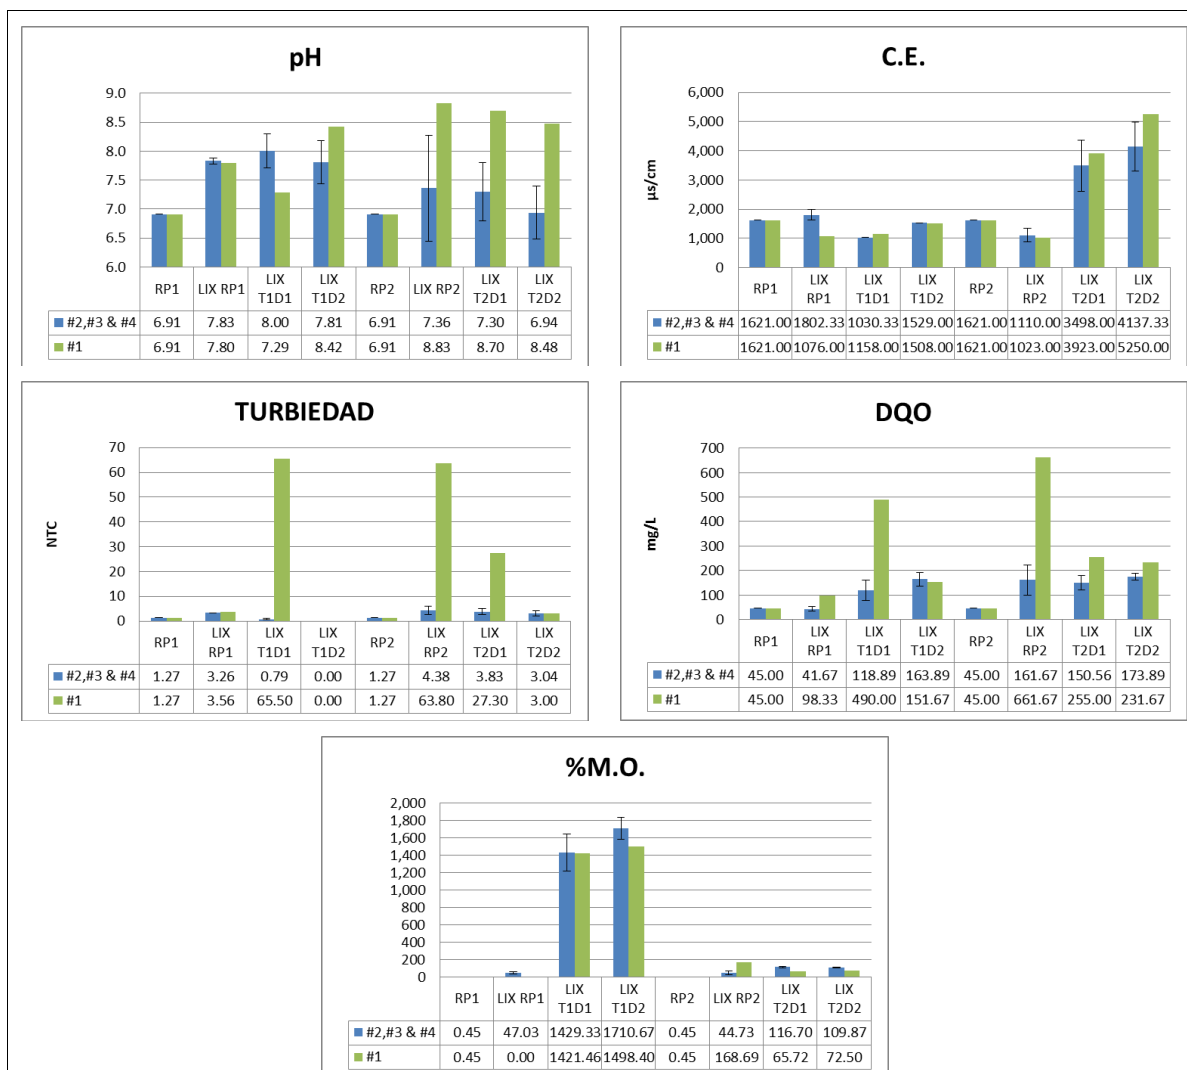 pH
9.0
8.5
8.0
7.5
7.0
6.5
6.0
RP1 LIX RP1 LIX T1D1 LIX T1D2 RP2 LIX RP2 LIX T2D1 LIX T2D2
#2,#3 & #4 6.91 7.83 8.00 7.81 6.91 7.36 7.30 6.94
#1 6.91 7.80 7.29 8.42 6.91 8.83 8.70 8.48
C.E.
µs/cm
6,000
5,000
4,000
3,000
2,000
1,000
0
RP1 LIX RP1 LIX T1D1 LIX T1D2 RP2 LIX RP2 LIX T2D1 LIX T2D2
#2,#3 & #4 1621.00 1802.33 1030.33 1529.00 1621.00 1110.00 3498.00 4137.33
#1 1621.00 1076.00 1158.00 1508.00 1621.00 1023.00 3923.00 5250.00
TURBIEDAD
NTC
70
60
50
40
30
20
10
0
RP1 LIX RP1 LIX T1D1 LIX T1D2 RP2 LIX RP2 LIX T2D1 LIX T2D2
#2,#3 & #4 1.27 3.26 0.79 0.00 1.27 4.38 3.83 3.04
#1 1.27 3.56 65.50 0.00 1.27 63.80 27.30 3.00
DQO
mg/L
700
600
500
400
300
200
100
0
RP1 LIX RP1 LIX T1D1 LIX T1D2 RP2 LIX RP2 LIX T2D1 LIX T2D2
#2,#3 & #4 45.00 41.67 118.89 163.89 45.00 161.67 150.56 173.89
#1 45.00 98.33 490.00 151.67 45.00 661.67 255.00 231.67
%M.O.
2,000
1,800
1,600
1,400
1,200
1,000
800
600
400
200
0
RP1 LIX RP1 LIX T1D1 LIX T1D2 RP2 LIX RP2 LIX T2D1 LIX T2D2
#2,#3 & #4 0.45 47.03 1429.33 1710.67 0.45 44.73 116.70 109.87
#1 0.45 0.00 1421.46 1498.40 0.45 168.69 65.72 72.50